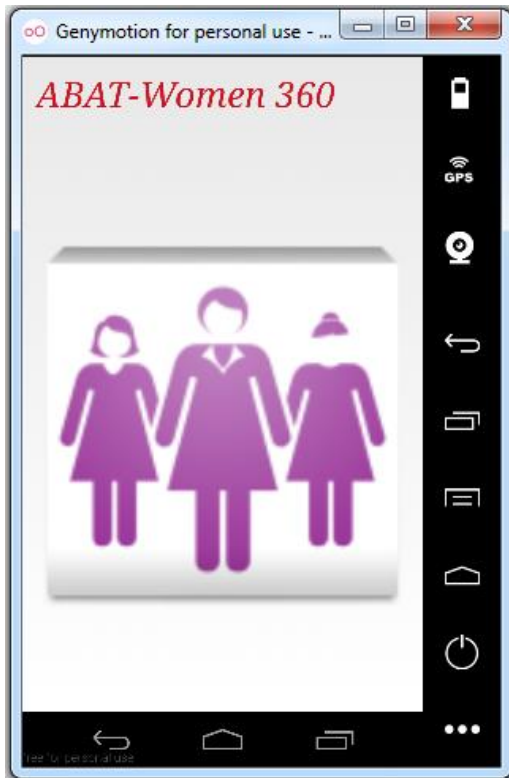 Genymotion for personal use - ...
ABAT-Women 360
GPS
free for personal use